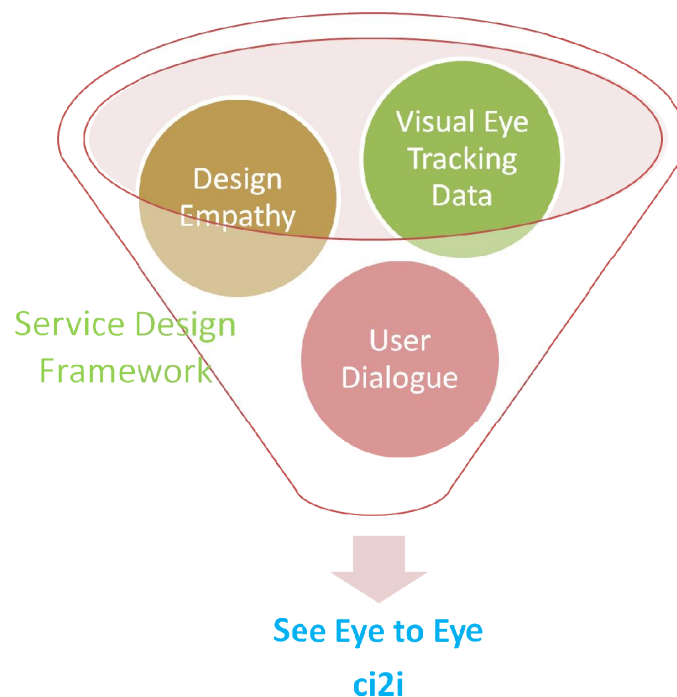 Visual Eye
Tracking
Data
Design
Empathy
Service Design
Framework
User
Dialogue
See Eye to Eye
ci2i